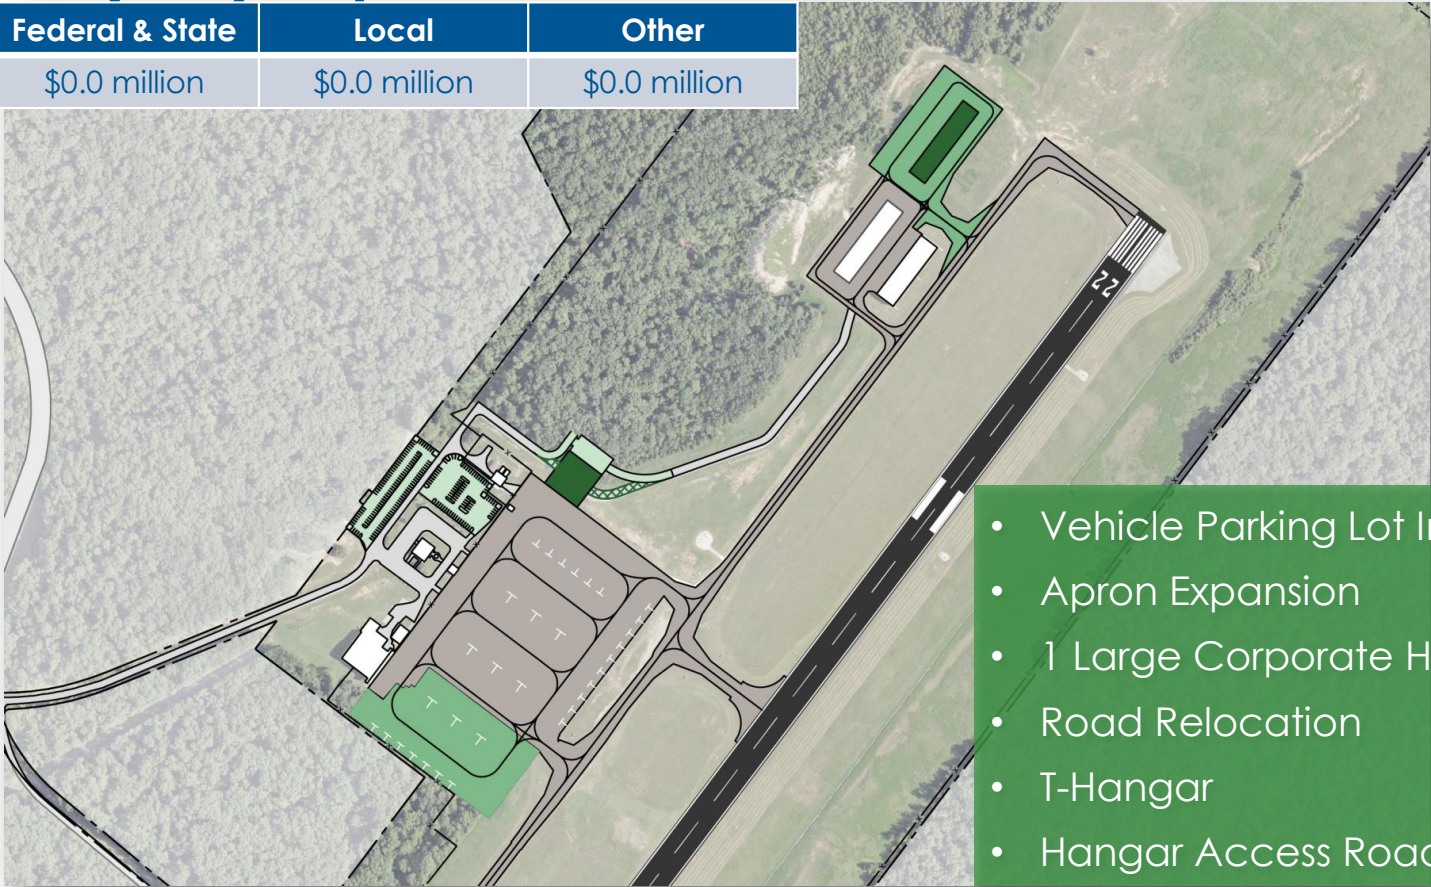 Federal & State Local Other
$0.0 million $0.0 million $0.0 million
22
• Vehicle Parking Lot
• Apron Expansion
• 1 Large Corporate
• Road Relocation
• T-Hangar
• Hangar Access Road